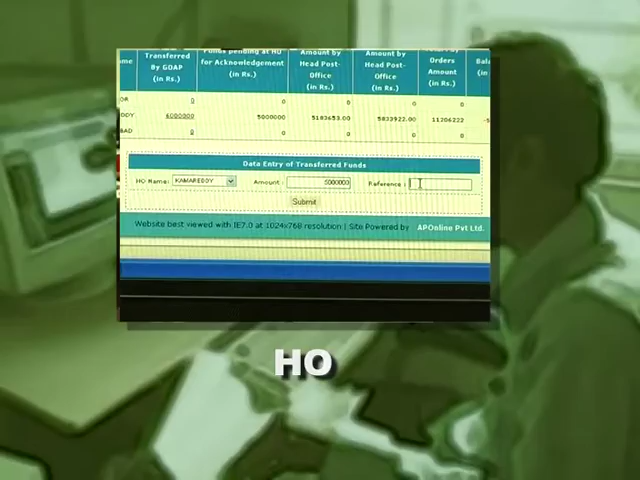 Transferred
By GOAP
(in Rs.)
Funds pending at HO
for Acknowledgement
(in Rs.)
Amount by
Head Post-
Office
(in Rs.)
Amount by
Head Post-
Office
(in Rs.)
Orders
Amount
(in Rs.)
0 0 0 0 0
6000000 5000000 5183653.00 5833922.00 11206222
0 0 0 0 0
Data Entry of Transferred Funds
HO Name: KAMAREDDY Amount: 5000000 Reference :
Submit
Website best viewed with IE7.0 at 1024x768 resolution | Site Powered by APOnline Pvt Ltd.
HO